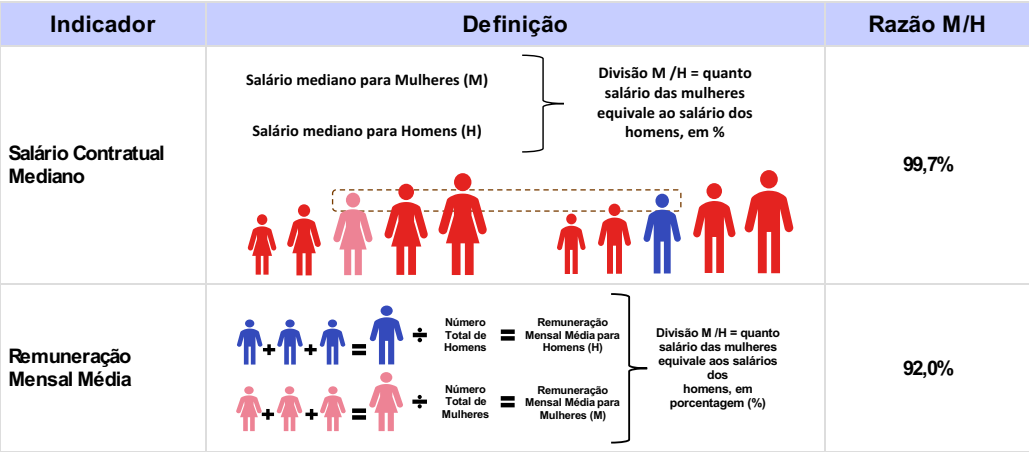 Indicador
Definição
Razão M/H
Salário Contratual
Mediano
Salário mediano para Mulheres (M)
Salário mediano para Homens (H)
Divisão M /H = quanto
salário das mulheres
equivale ao salário dos
homens, em %
99,7%
Remuneração
Mensal Média
+ + = ÷
Número
Total de
Homens
=
Remuneração
Mensal Média para
Homens (H)
+ + = ÷
Número
Total de
Mulheres
=
Remuneração
Mensal Média para
Mulheres (M)
Divisão M /H = quanto
salário das mulheres
equivale aos salários
dos
homens, em
porcentagem (%)
92,0%